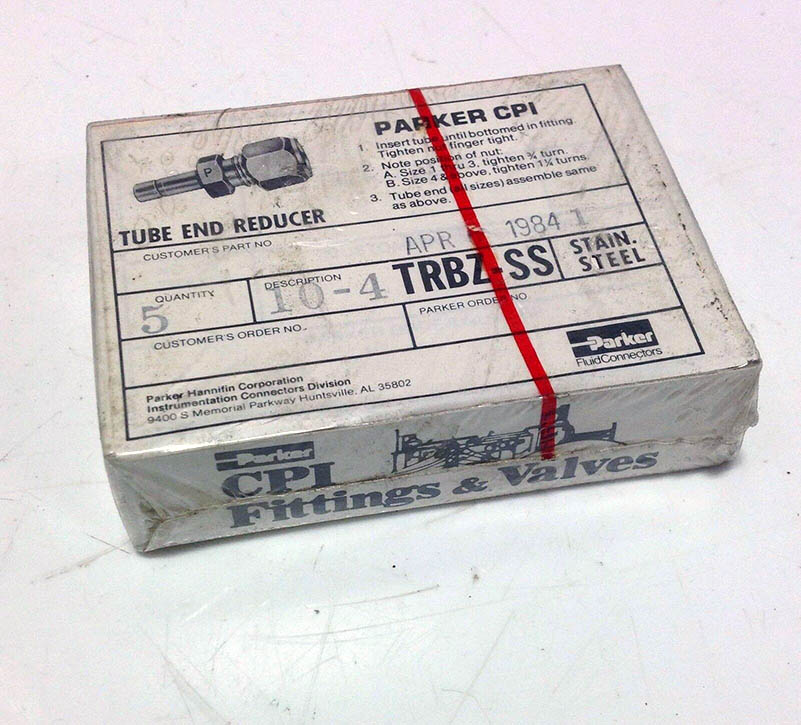 PARKER CPI
1. Insert tube until bottomed in fitting.
Tighten nut finger tight.
2. Note position of nut:
A. Size 1 thru 3, tighten ¾ turn.
B. Size 4 & above, tighten 1¼ turns.
3. Tube end (all sizes) assemble same
as above.
P
TUBE END REDUCER
CUSTOMER'S PART NO
APR 1984 1
QUANTITY
5
DESCRIPTION
10-4 TRBZ-SS
STAIN.
STEEL
CUSTOMER'S ORDER NO.
PARKER ORDER NO.
Parker
FluidConnectors
Parker Hannifin Corporation
Instrumentation Connectors Division
9400 S Memorial Parkway Huntsville, AL 35802
Parker
CPI
Fittings & Valves